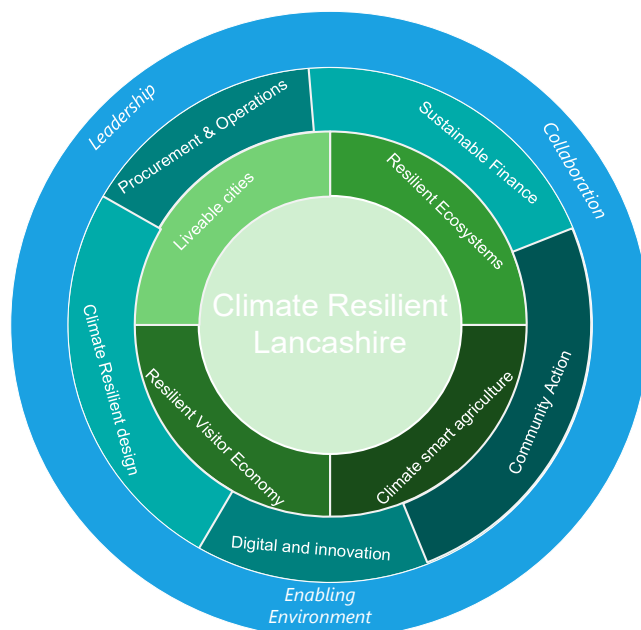 Leadership
Collaboration
Procurement & Operations
Sustainable Finance
Liveable cities
Resilient Ecosystems
Climate Resilient
Lancashire
Climate Resilient design
Resilient Visitor Economy
Climate smart agriculture
Community Action
Digital and innovation
Enabling
Environment